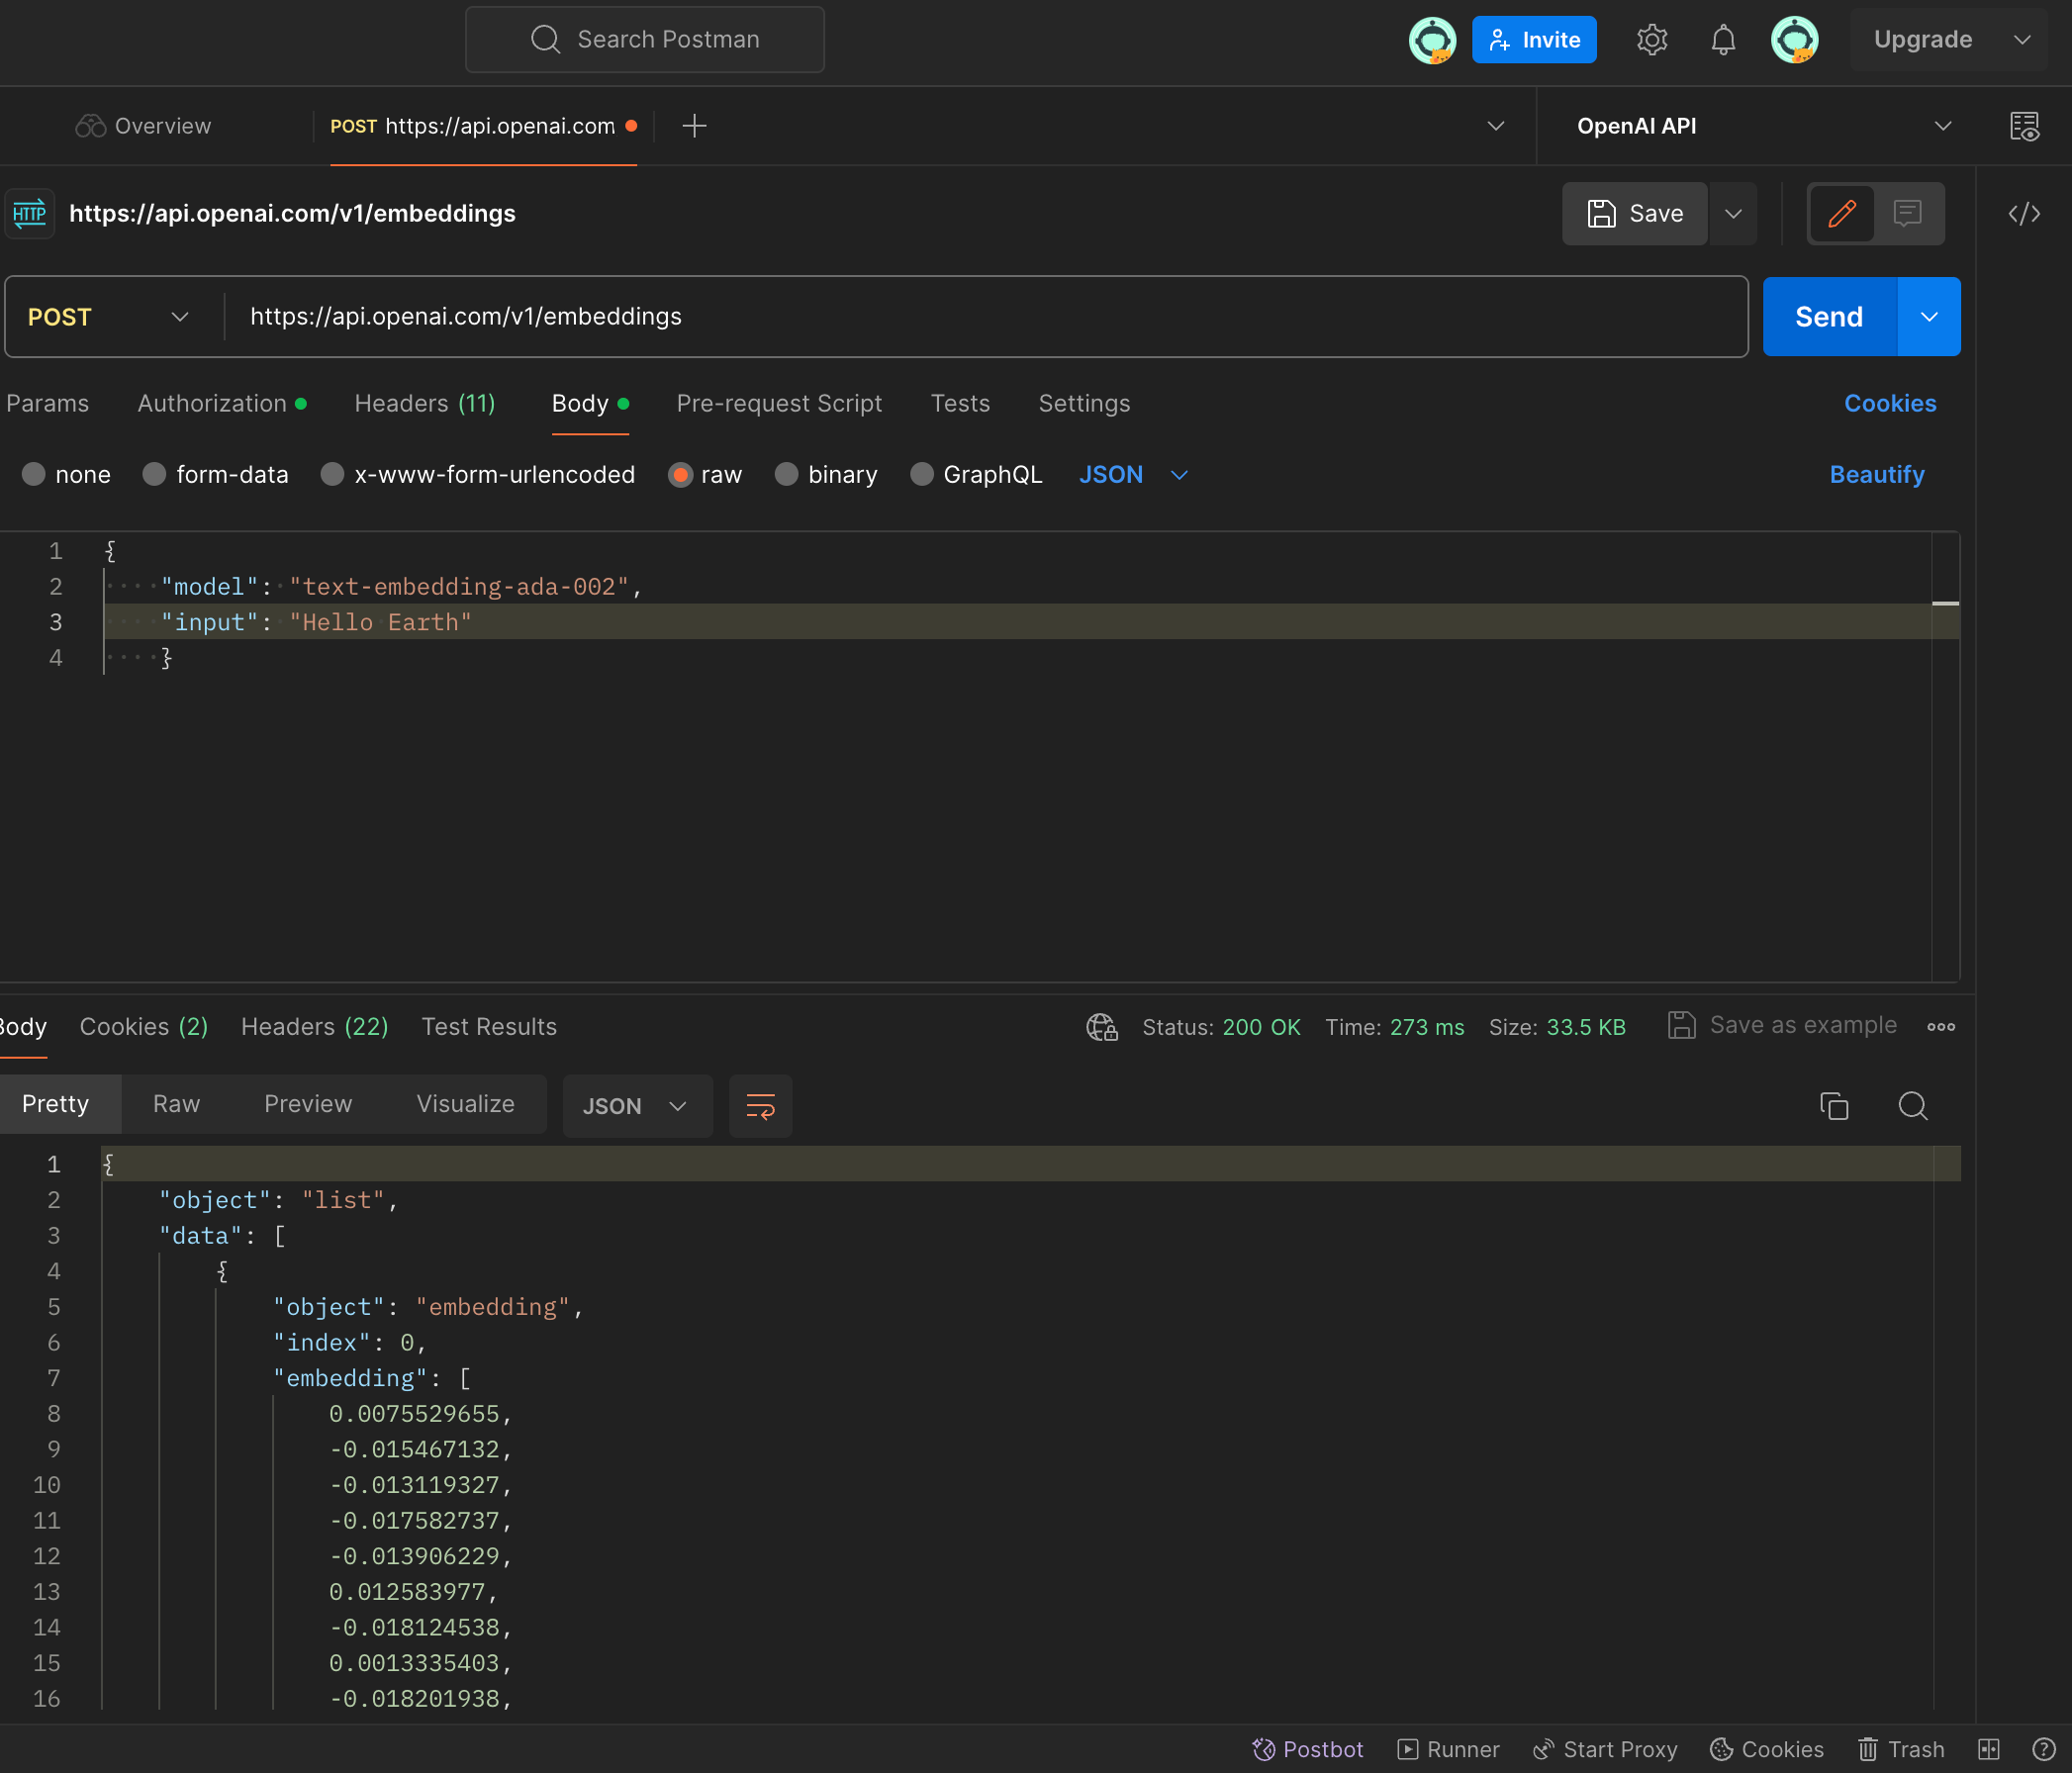 Search Postman
Invite
Upgrade
Overview
POST https://api.openai.com
OpenAI API
HTTP https://api.openai.com/v1/embeddings
Save
POST https://api.openai.com/v1/embeddings
Send
Params Authorization Headers (11) Body Pre-request Script Tests Settings Cookies
none form-data x-www-form-urlencoded raw binary GraphQL JSON Beautify
1 {
2 "model": "text-embedding-ada-002",
3 "input": "Hello Earth"
4 }
Body Cookies (2) Headers (22) Test Results Status: 200 OK Time: 273 ms Size: 33.5 KB Save as example
Pretty Raw Preview Visualize JSON
1 {
2 "object": "list",
3 "data": [
4 {
5 "object": "embedding",
6 "index": 0,
7 "embedding": [
8 0.0075529655,
9 -0.015467132,
10 -0.013119327,
11 -0.017582737,
12 -0.013906229,
13 0.012583977,
14 -0.018124538,
15 0.0013335403,
16 -0.018201938,
Postbot Runner Start Proxy Cookies Trash